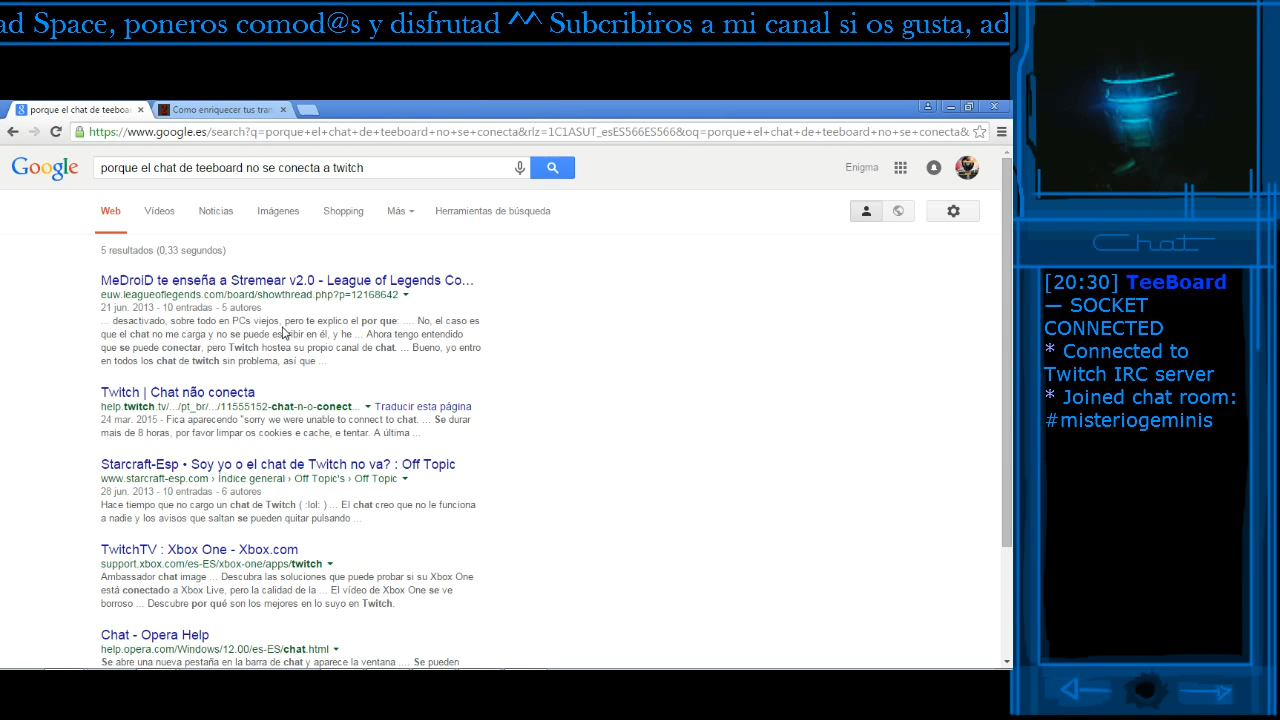 ad Space, poneros comod@s y disfrutad ^^ Subcribiros a mi canal si os gusta, ad
porque el chat de teeboa
Como enriquecer tus tran
https://www.google.es/search?q=porque+el+chat+de+teeboard+no+se+conecta&rlz=1C1ASUT_esES566ES566&oq=porque+el+chat+de+teeboard+no+se+conecta&
Google
porque el chat de teeboard no se conecta a twitch
Enigma
Web Vídeos Noticias Imágenes Shopping Más Herramientas de búsqueda
5 resultados (0,33 segundos)
MeDroiD te enseña a Stremear v2.0 - League of Legends Co...
euw.leagueoflegends.com/board/showthread.php?p=12168642
21 jun. 2013 - 10 entradas - 5 autores
... desactivado, sobre todo en PCs viejos, pero te explico el por que: ... No, el caso es
que el chat no me carga y no se puede escribir en él, y he ... Ahora tengo entendido
que se puede conectar, pero Twitch hostea su propio canal de chat. ... Bueno, yo entro
en todos los chat de twitch sin problema, así que ...
Twitch | Chat não conecta
help.twitch.tv/.../pt_br/.../11555152-chat-n-o-conect... Traducir esta página
24 mar. 2015 - Fica aparecendo "sorry we were unable to connect to chat. ... Se durar
mais de 8 horas, por favor limpar os cookies e cache, e tentar. A última ...
Starcraft-Esp • Soy yo o el chat de Twitch no va? : Off Topic
www.starcraft-esp.com › Índice general › Off Topic's › Off Topic
28 jun. 2013 - 10 entradas - 6 autores
Hace tiempo que no cargo un chat de Twitch ( :lol: ) ... El chat creo que no le funciona
a nadie y los avisos que saltan se pueden quitar pulsando ...
TwitchTV : Xbox One - Xbox.com
support.xbox.com/es-ES/xbox-one/apps/twitch
Ambassador chat image ... Descubra las soluciones que puede probar si su Xbox One
está conectado a Xbox Live, pero la calidad de la ... El vídeo de Xbox One se ve
borroso ... Descubre por qué son los mejores en lo suyo en Twitch.
Chat - Opera Help
help.opera.com/Windows/12.00/es-ES/chat.html
Se abre una nueva pestaña en la barra de chat y aparece la ventana .... Se pueden
Chat
[20:30] TeeBoard
— SOCKET
CONNECTED
* Connected to
Twitch IRC server
* Joined chat room:
#misteriogeminis